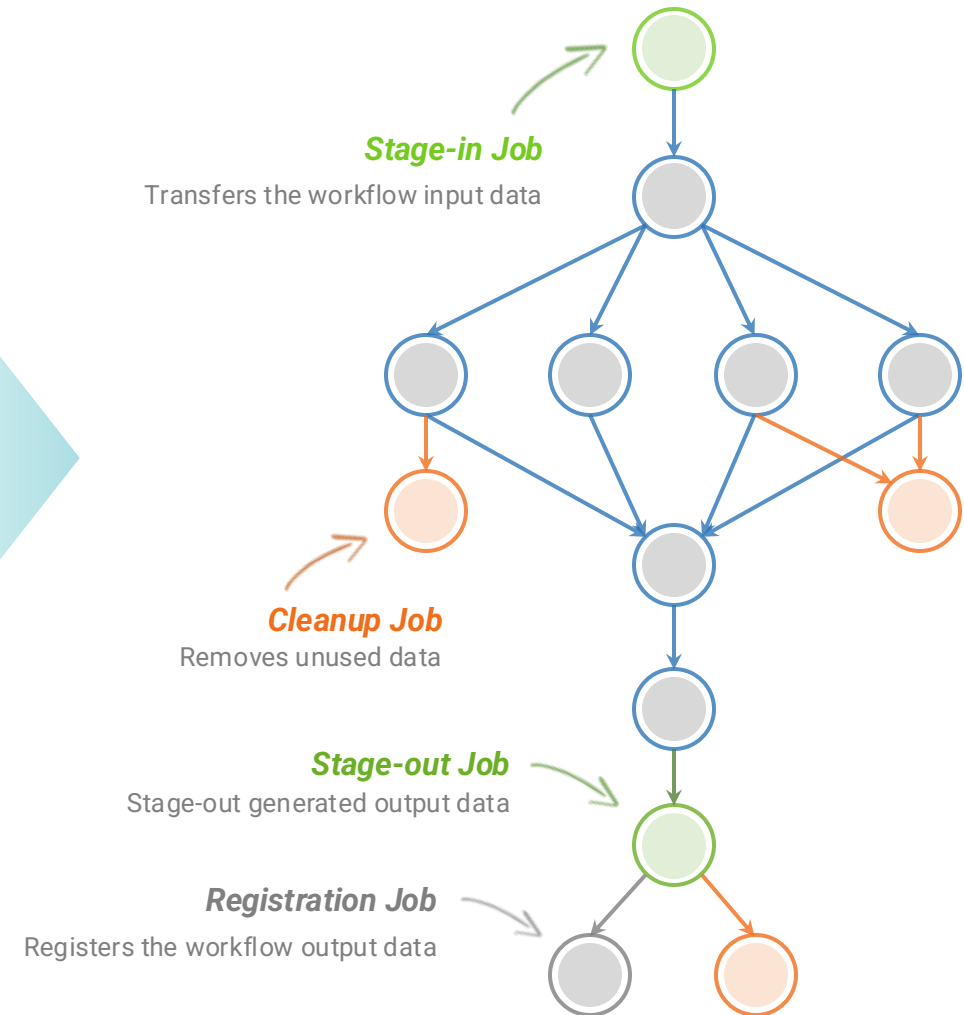 Stage-in Job
Transfers the workflow input data
Cleanup Job
Removes unused data
Stage-out Job
Stage-out generated output data
Registration Job
Registers the workflow output data